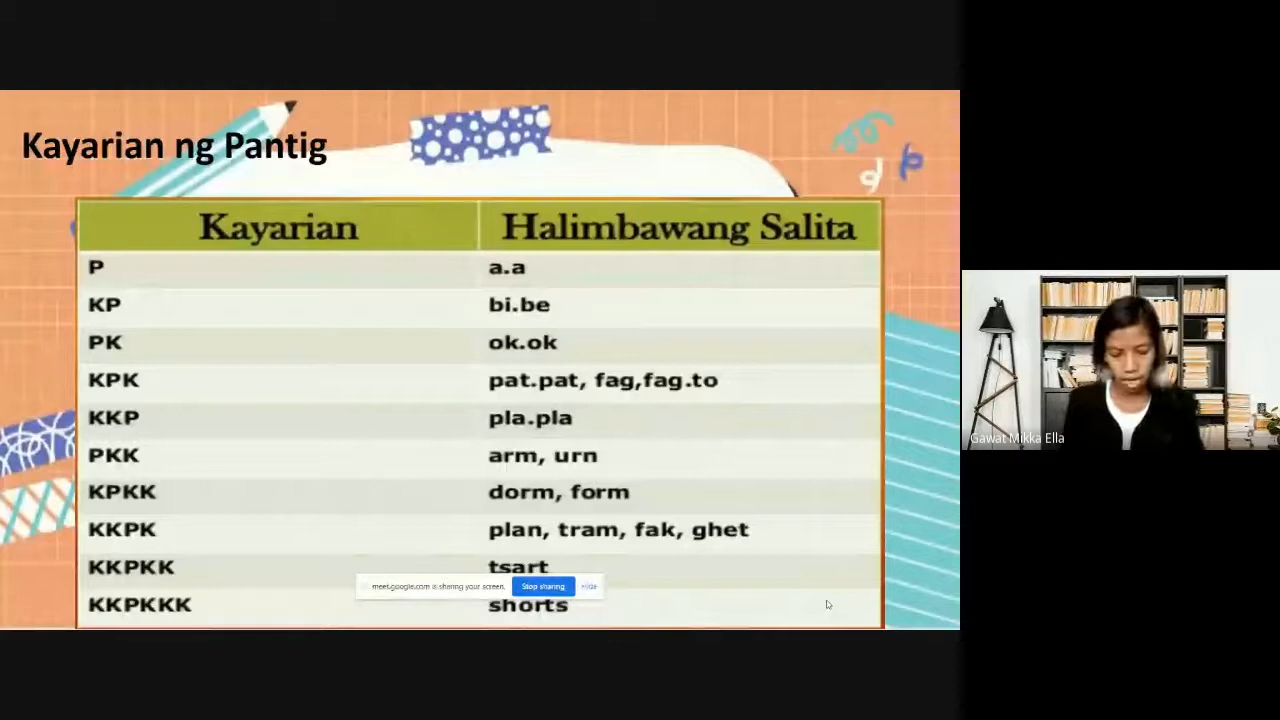 Kayarian ng Pantig
Kayarian Halimbawang Salita
P a.a
KP bi.be
PK ok.ok
KPK pat.pat, fag,fag.to
KKP pla.pla
PKK arm, urn
KPKK dorm, form
KKPK plan, tram, fak, ghet
KKPKK tsart
meet.google.com is sharing your screen. Stop sharing Hide
KKPKKK shorts
Gawat Mikka Ella